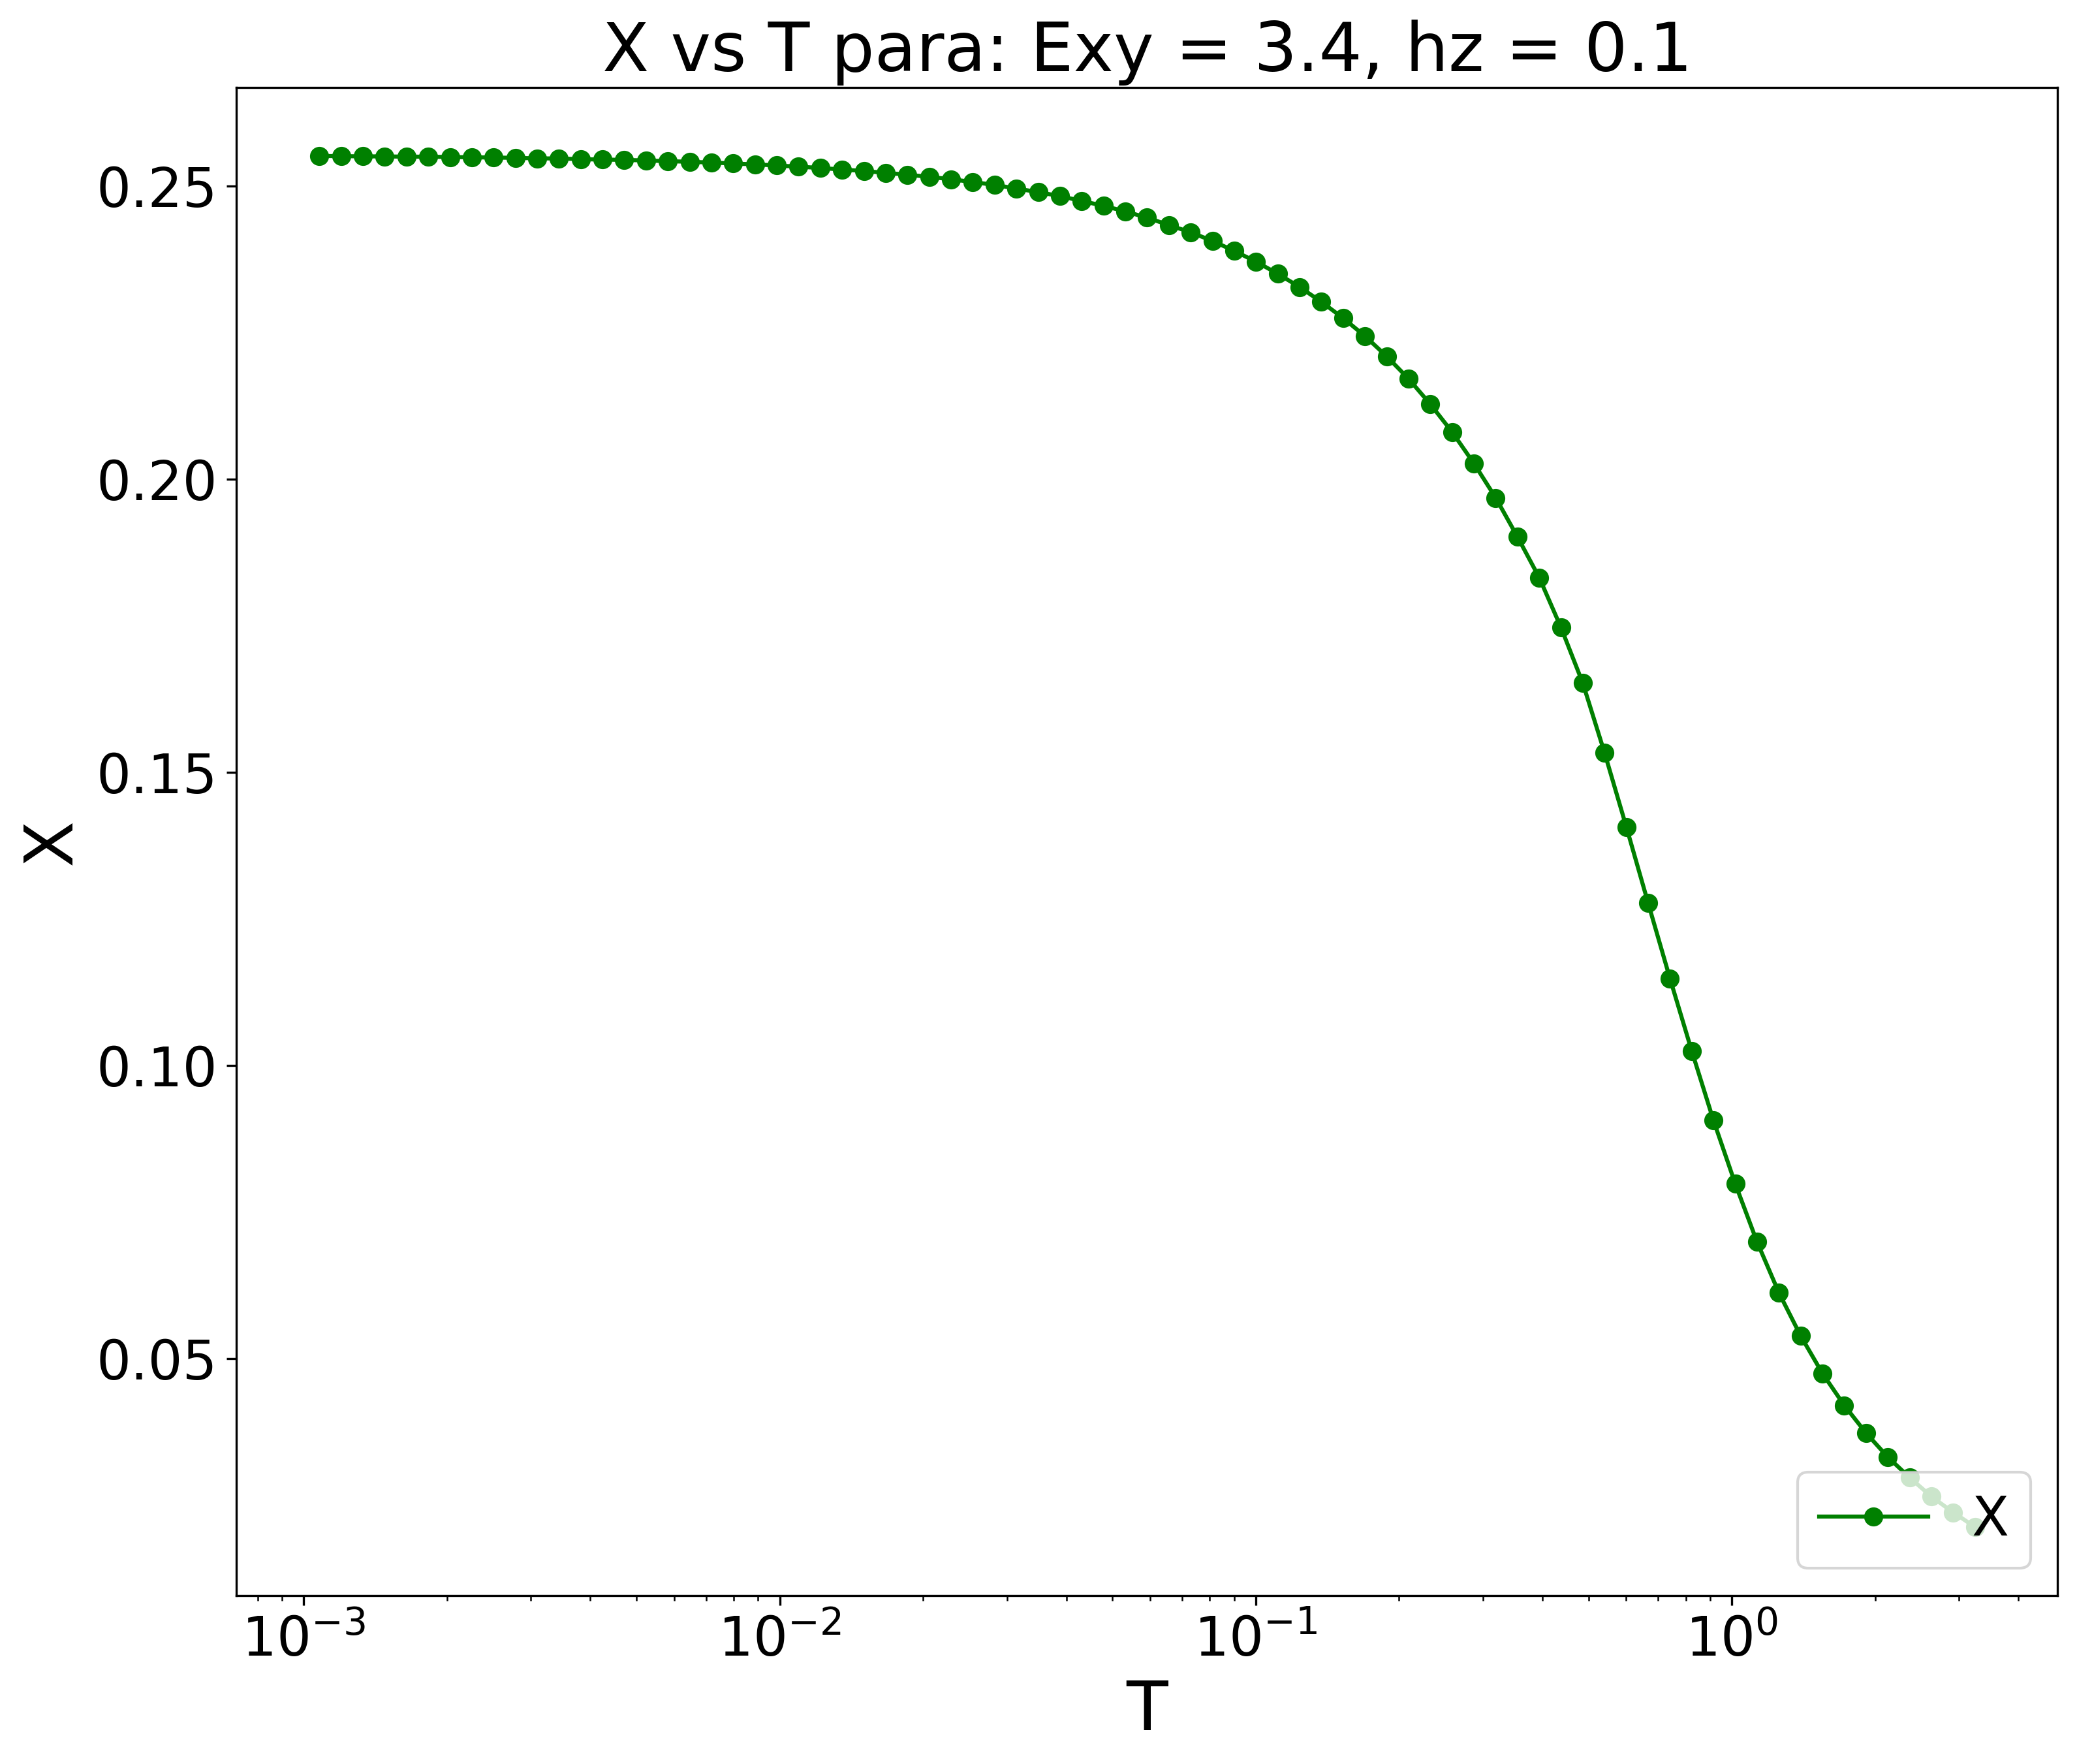 X vs T para: Exy = 3.4, hz = 0.1
X
0.25
0.20
0.15
0.10
0.05
X
10⁻³ 10⁻² 10⁻¹ 10⁰
T